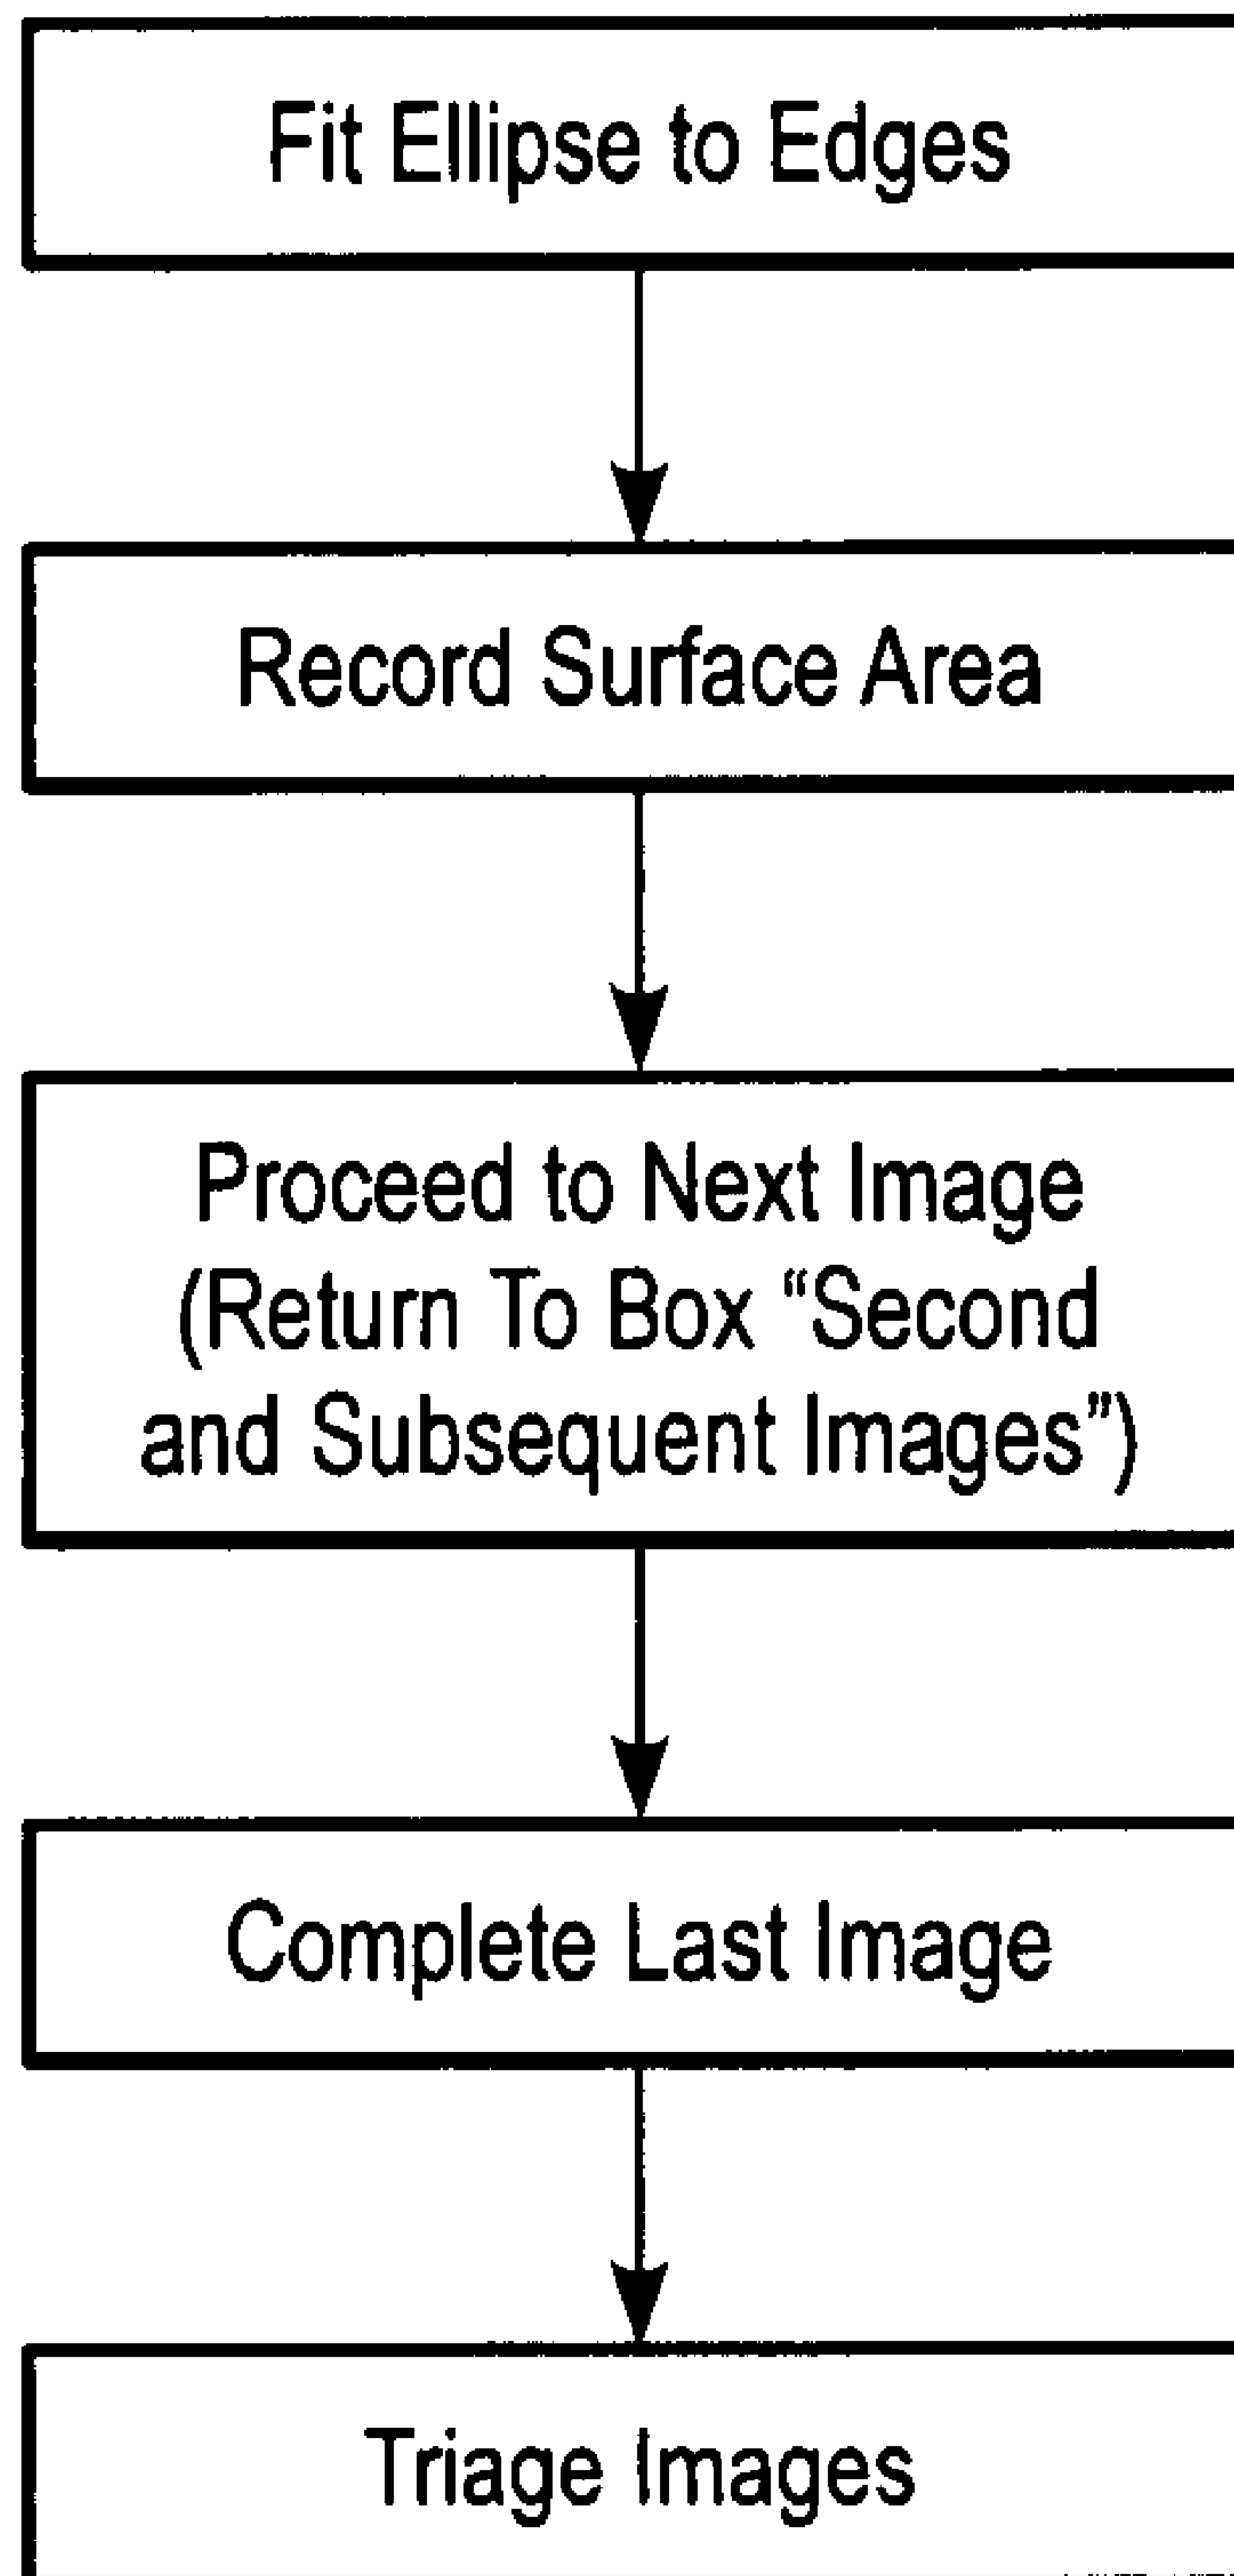 Fit Ellipse to Edges
Record Surface Area
Proceed to Next Image
(Return To Box “Second
and Subsequent Images”)
Complete Last Image
Triage Images